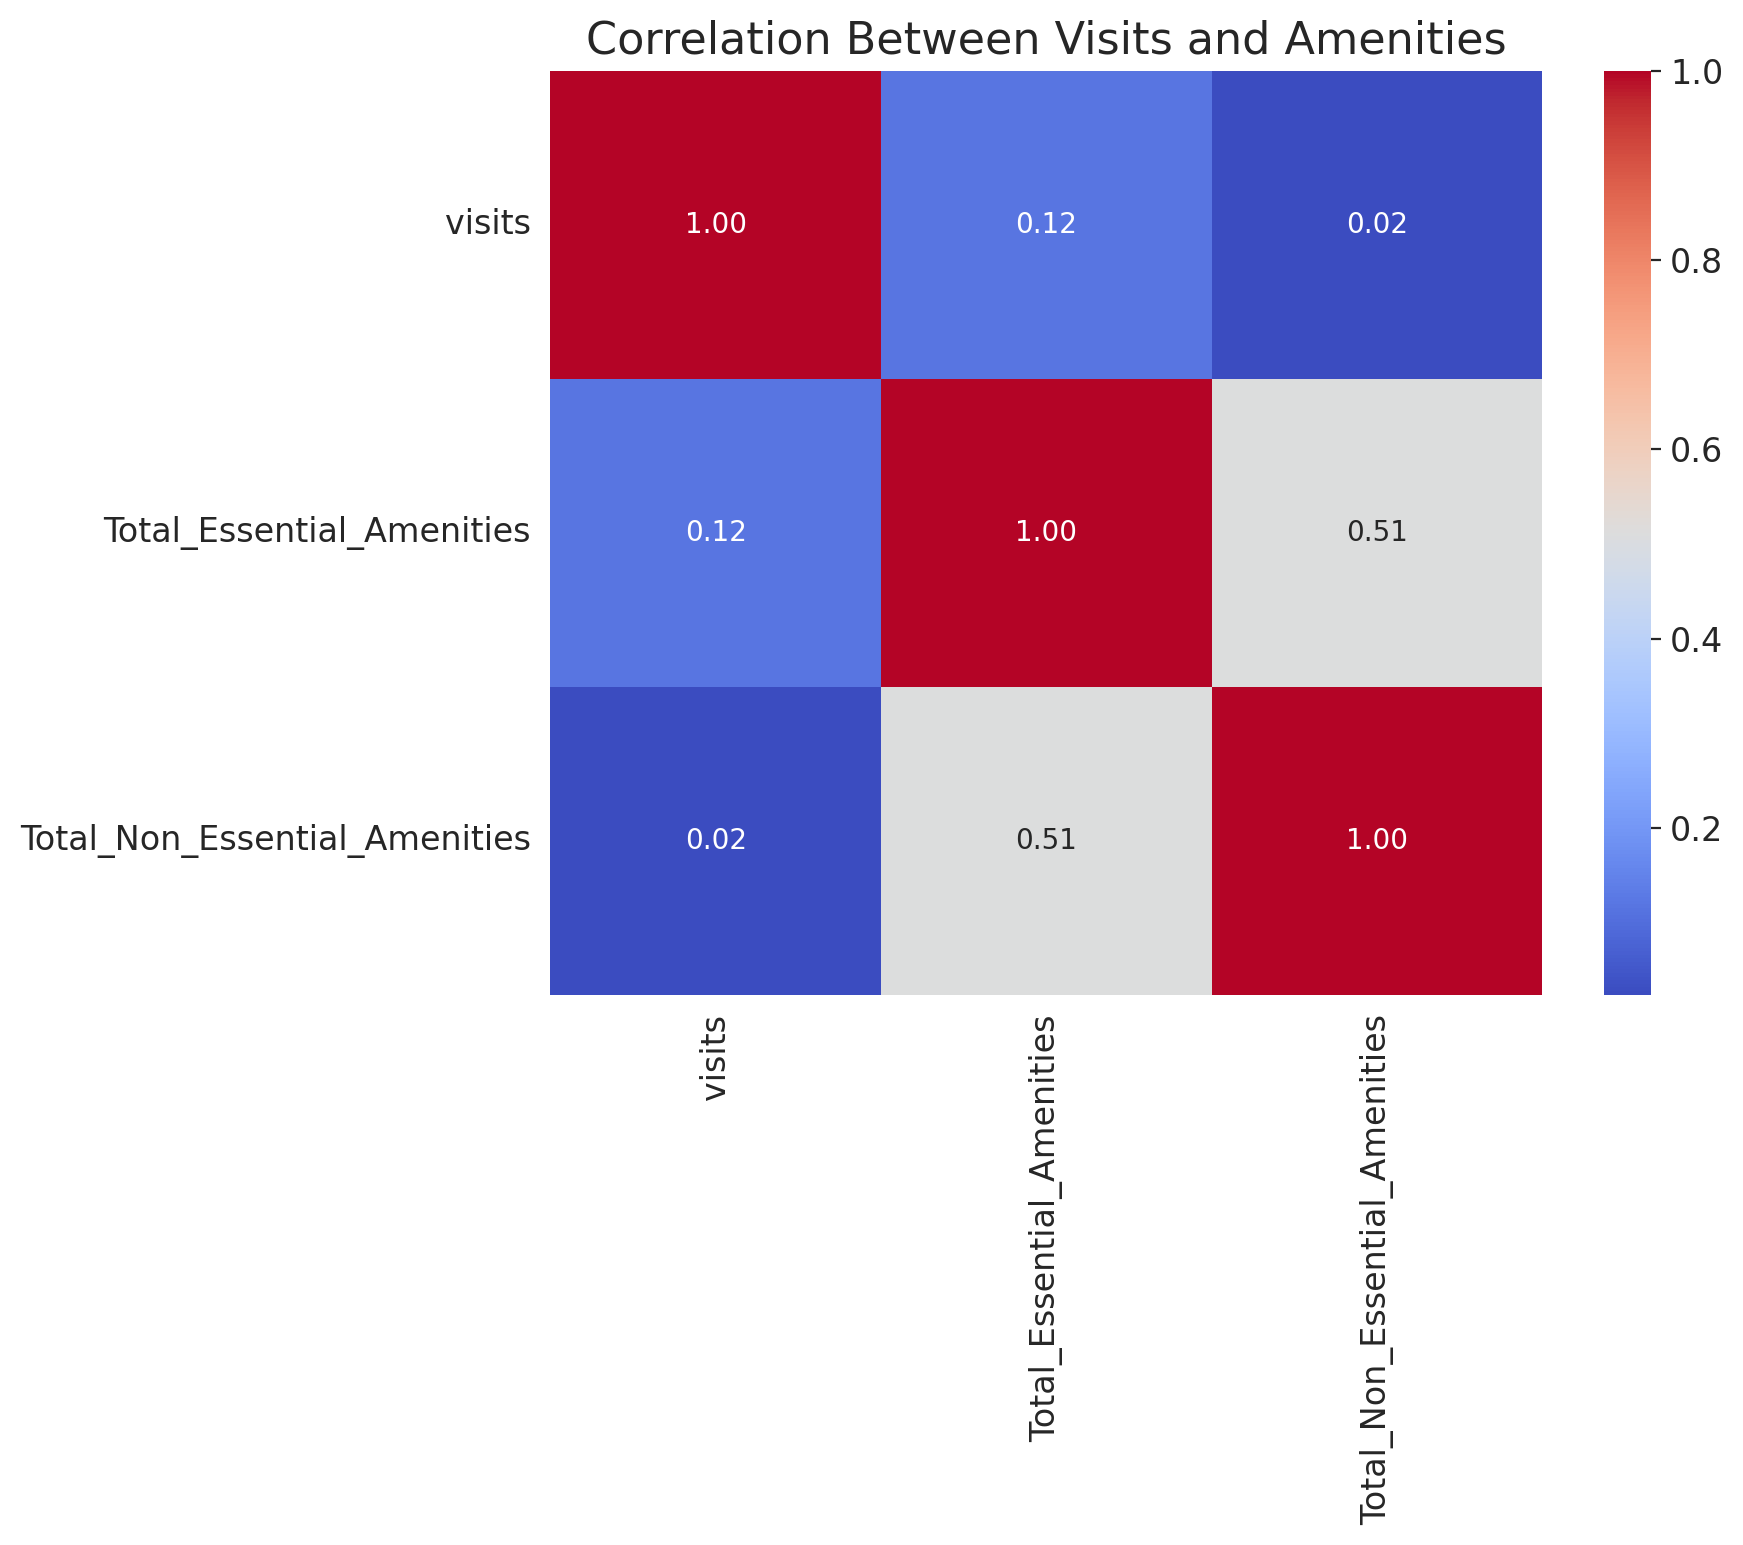 Correlation Between Visits and Amenities
visits
1.00
0.12
0.02
Total_Essential_Amenities
0.12
1.00
0.51
Total_Non_Essential_Amenities
0.02
0.51
1.00
visits
Total_Essential_Amenities
Total_Non_Essential_Amenities
1.0
0.8
0.6
0.4
0.2